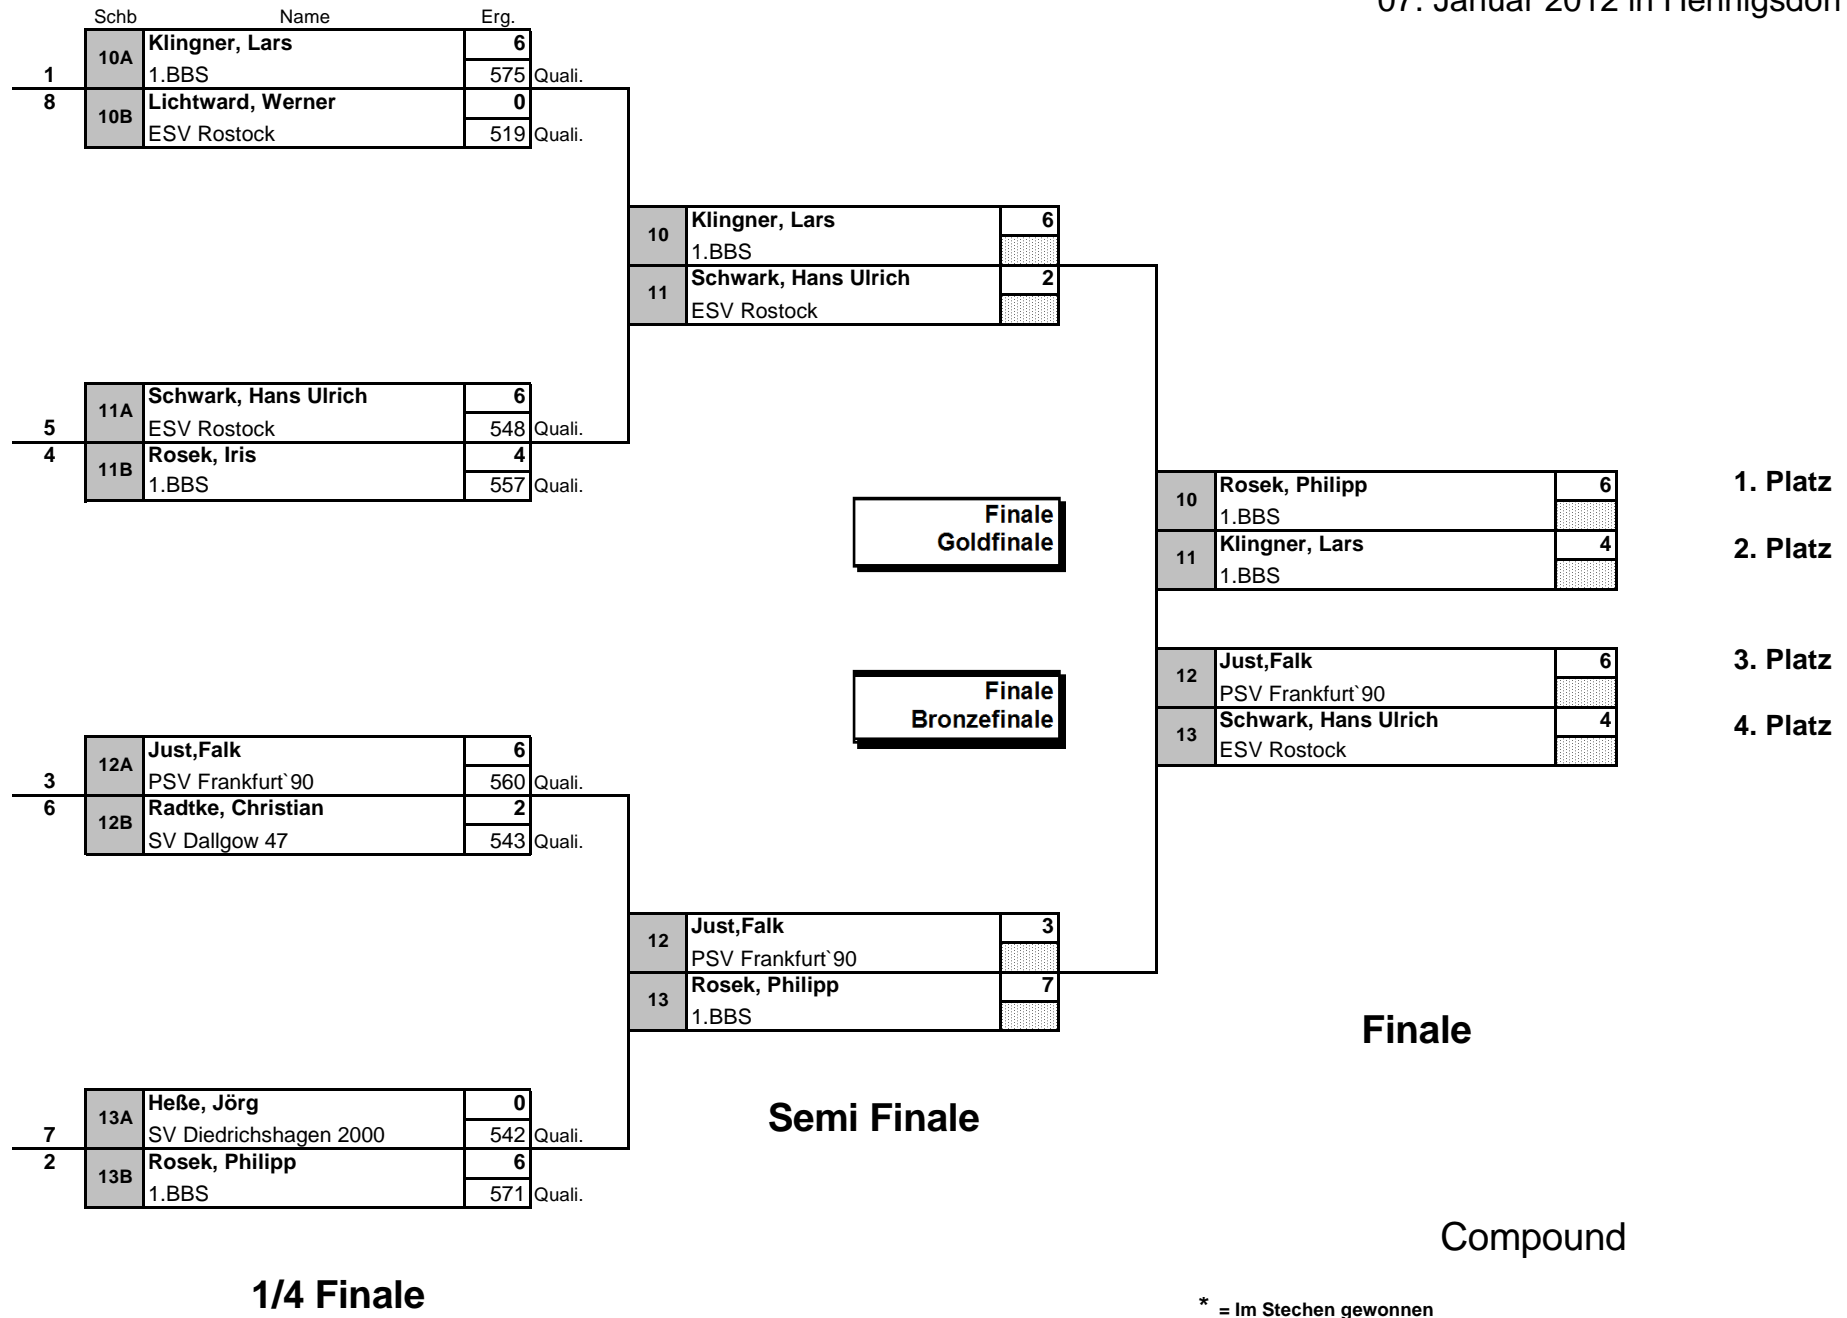 07. Januar 2012 in Hennigsdorf
Schb Name Erg.
10A Klingner, Lars 6
1 1.BBS 575 Quali.
8 10B Lichtward, Werner 0
ESV Rostock 519 Quali.
10 Klingner, Lars 6
1.BBS
11 Schwark, Hans Ulrich 2
ESV Rostock
11A Schwark, Hans Ulrich 6
5 ESV Rostock 548 Quali.
4 11B Rosek, Iris 4
1.BBS 557 Quali.
Finale
Goldfinale
10 Rosek, Philipp 6 1. Platz
1.BBS
11 Klingner, Lars 4 2. Platz
1.BBS
Finale
Bronzefinale
12 Just,Falk 6 3. Platz
PSV Frankfurt`90
13 Schwark, Hans Ulrich 4 4. Platz
ESV Rostock
12A Just,Falk 6
3 PSV Frankfurt`90 560 Quali.
6 12B Radtke, Christian 2
SV Dallgow 47 543 Quali.
12 Just,Falk 3
PSV Frankfurt`90
13 Rosek, Philipp 7
1.BBS
Finale
Semi Finale
13A Heße, Jörg 0
7 SV Diedrichshagen 2000 542 Quali.
2 13B Rosek, Philipp 6
1.BBS 571 Quali.
Compound
1/4 Finale
* = Im Stechen gewonnen